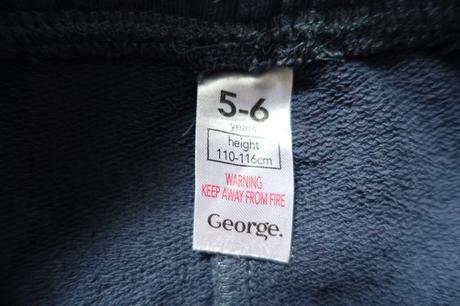 5-6
years
height
110-116cm
WARNING
KEEP AWAY FROM FIRE
George.